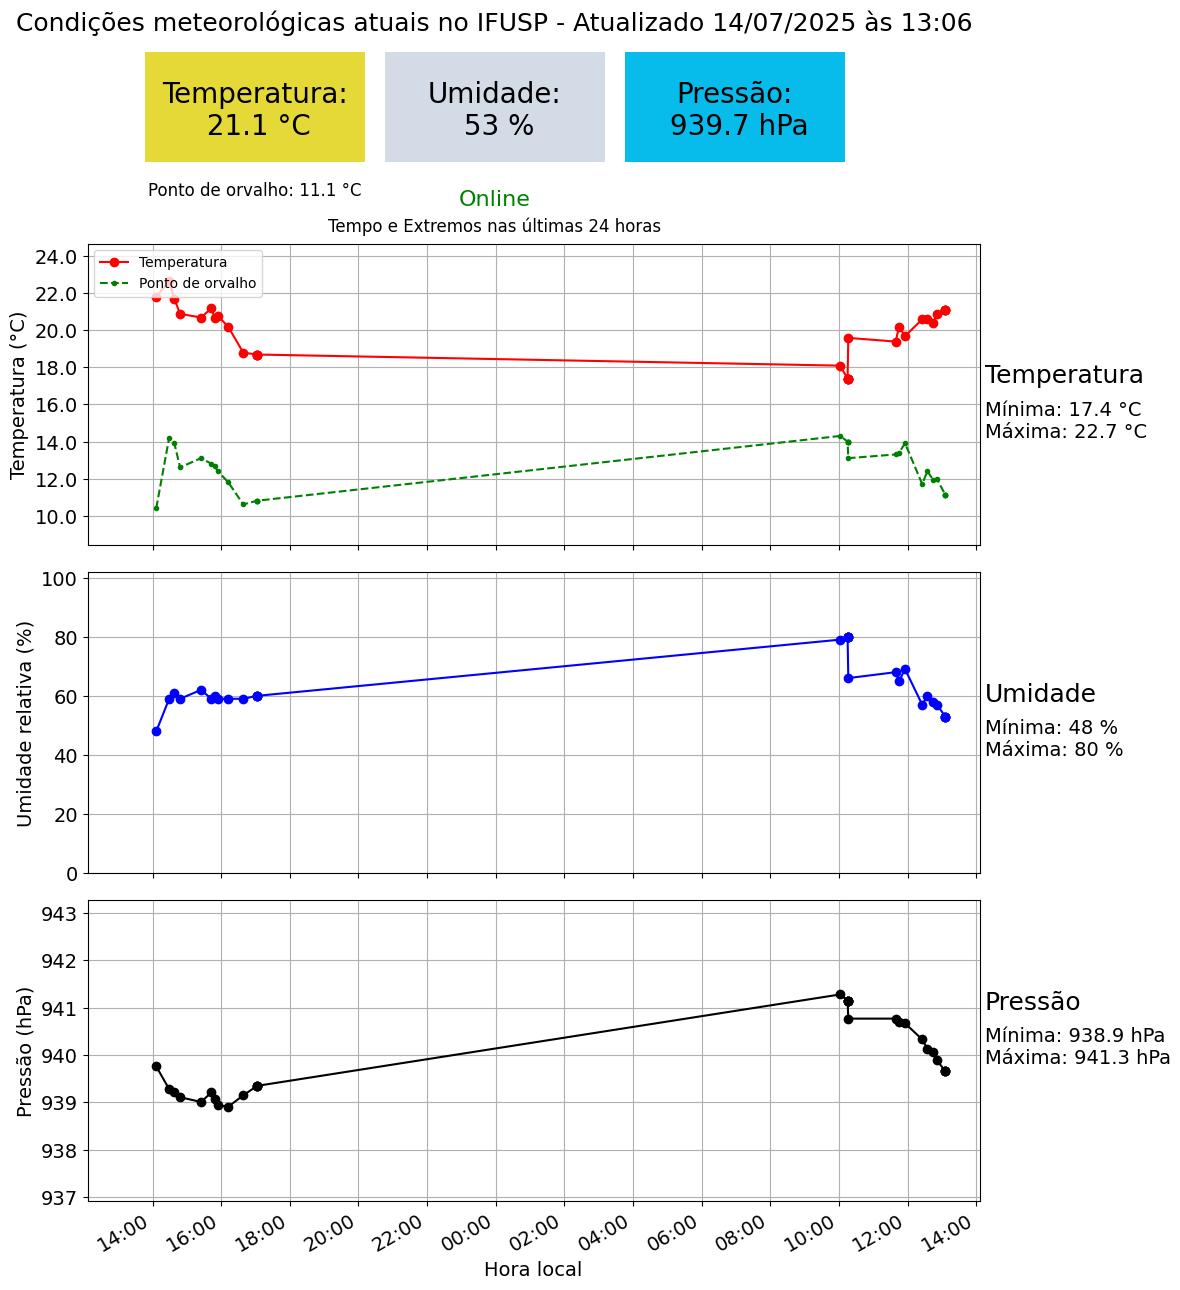 Condições meteorológicas atuais no IFUSP - Atualizado 14/07/2025 às 13:06
Temperatura:
21.1 °C
Umidade:
53 %
Pressão:
939.7 hPa
Ponto de orvalho: 11.1 °C
Online
Tempo e Extremos nas últimas 24 horas
Temperatura
Ponto de orvalho
Temperatura (°C)
24.0
22.0
20.0
18.0
16.0
14.0
12.0
10.0
Temperatura
Mínima: 17.4 °C
Máxima: 22.7 °C
Umidade relativa (%)
100
80
60
40
20
0
Umidade
Mínima: 48 %
Máxima: 80 %
Pressão (hPa)
943
942
941
940
939
938
937
Pressão
Mínima: 938.9 hPa
Máxima: 941.3 hPa
14:00
16:00
18:00
20:00
22:00
00:00
02:00
04:00
06:00
08:00
10:00
12:00
14:00
Hora local